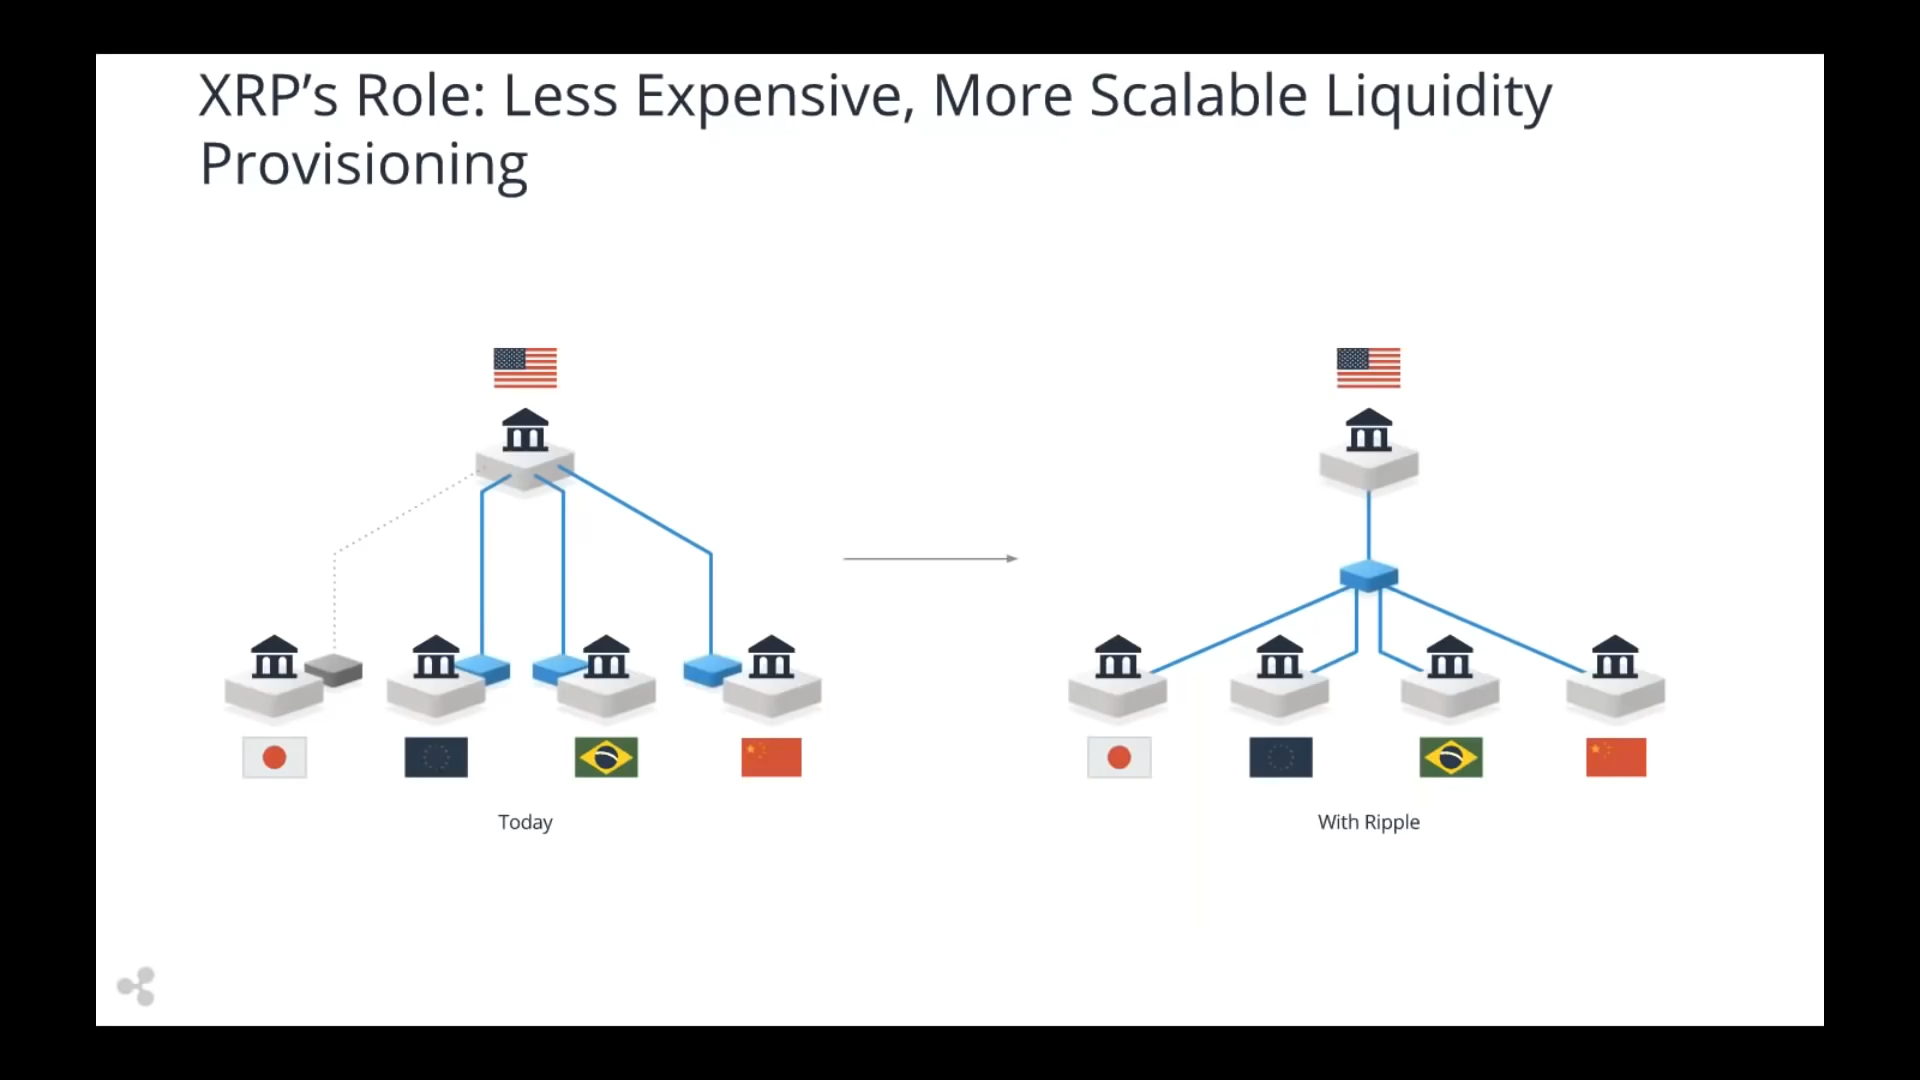 XRP’s Role: Less Expensive, More Scalable Liquidity
Provisioning
Today
With Ripple